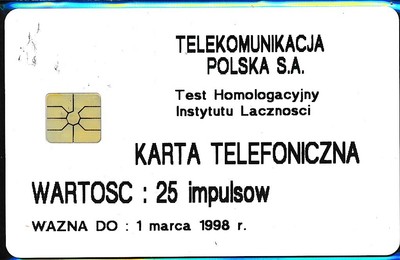 TELEKOMUNIKACJA
POLSKA S.A.
Test Homologacyjny
Instytutu Lacznosci
KARTA TELEFONICZNA
WARTOSC : 25 impulsow
WAZNA DO : 1 marca 1998 r.